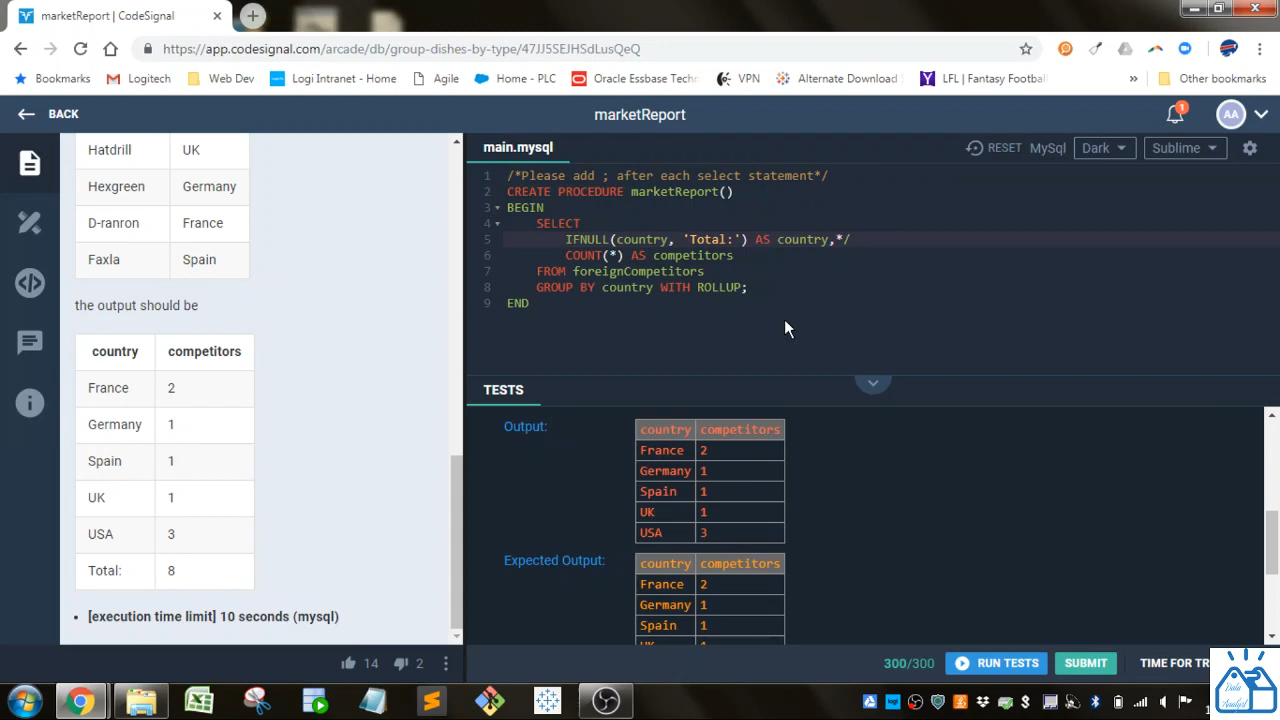 marketReport | CodeSignal
https://app.codesignal.com/arcade/db/group-dishes-by-type/47JJ5SEJHSdLusQeQ
Bookmarks Logitech Web Dev Logi Intranet - Home Agile Home - PLC Oracle Essbase Techn VPN Alternate Download LFL | Fantasy Football » Other bookmarks
BACK marketReport 1 AA
main.mysql RESET MySql Dark Sublime
Hatdrill UK
Hexgreen Germany
D-ranron France
Faxla Spain
the output should be
country competitors
France 2
Germany 1
Spain 1
UK 1
USA 3
Total: 8
• [execution time limit] 10 seconds (mysql)
14 2
1 /*Please add ; after each select statement*/
2 CREATE PROCEDURE marketReport()
3 BEGIN
4 SELECT
5 IFNULL(country, 'Total:') AS country,*/
6 COUNT(*) AS competitors
7 FROM foreignCompetitors
8 GROUP BY country WITH ROLLUP;
9 END
TESTS
Output:
country competitors
France 2
Germany 1
Spain 1
UK 1
USA 3
Expected Output:
country competitors
France 2
Germany 1
Spain 1
300/300 RUN TESTS SUBMIT TIME FOR TR
Data
Analyst